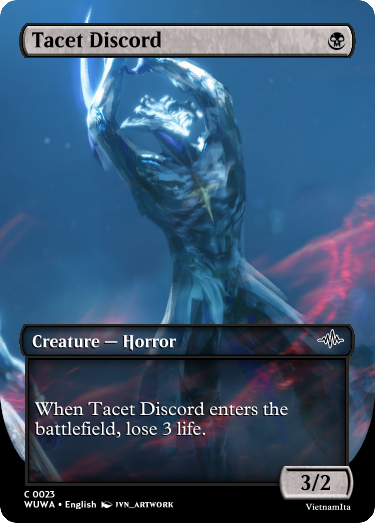 Tacet Discord
Creature — Horror
When Tacet Discord enters the
battlefield, lose 3 life.
3/2
C 0023
WUWA • English JVN_ARTWORK
VietnamIta